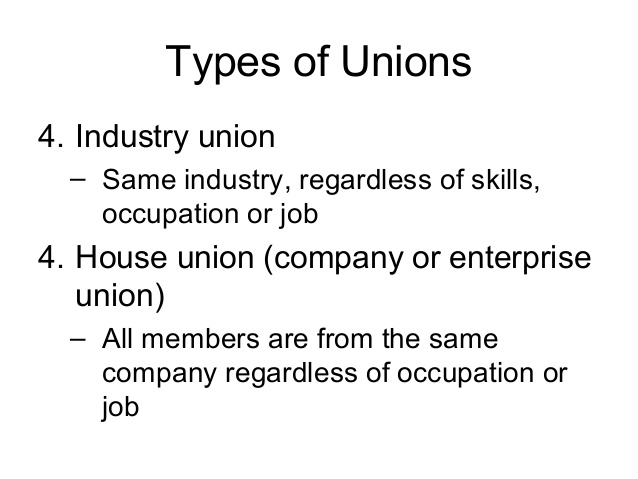 Types of Unions
4. Industry union
– Same industry, regardless of skills,
occupation or job
4. House union (company or enterprise
union)
– All members are from the same
company regardless of occupation or
job